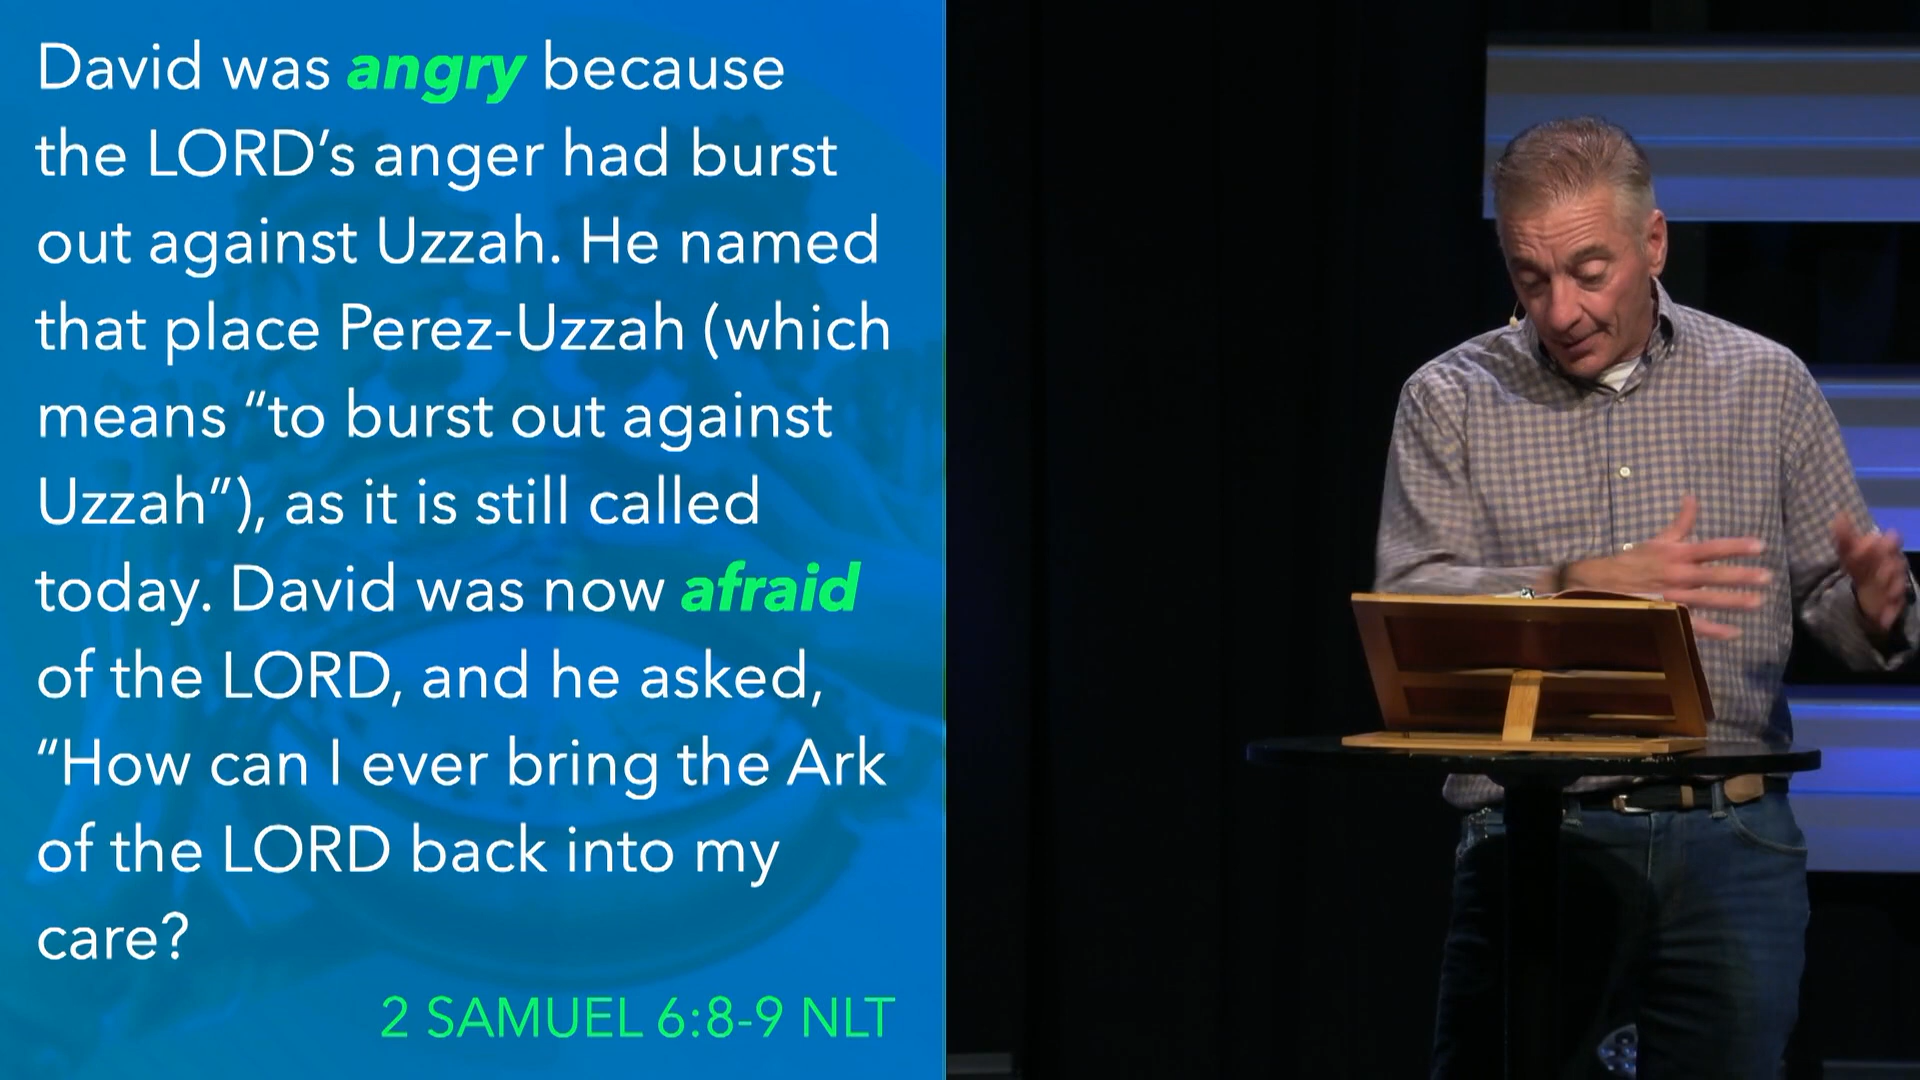 David was angry because
the LORD’s anger had burst
out against Uzzah. He named
that place Perez-Uzzah (which
means “to burst out against
Uzzah”), as it is still called
today. David was now afraid
of the LORD, and he asked,
“How can I ever bring the Ark
of the LORD back into my
care?
2 SAMUEL 6:8-9 NLT